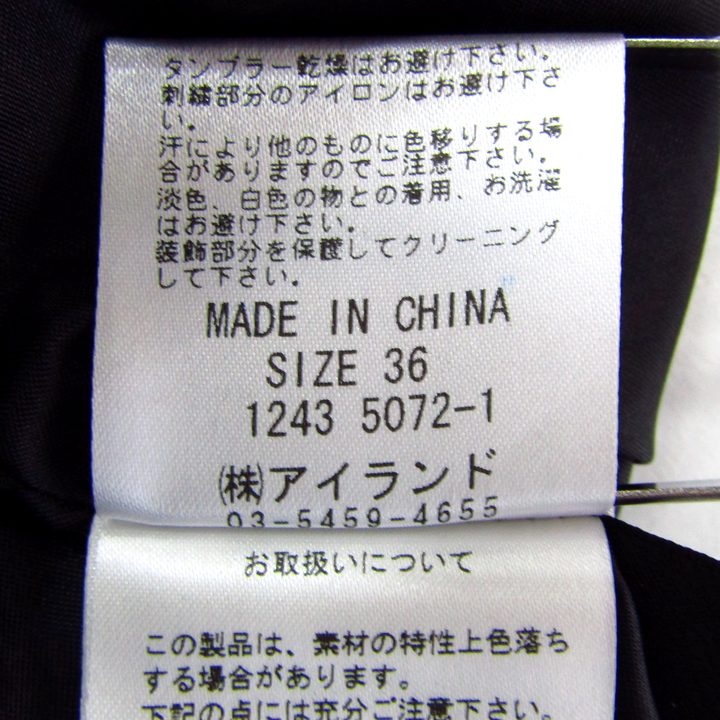 タンブラー乾燥はお避け下さい。
刺繍部分のアイロンはお避け下さ
い。
汗により他のものに色移りする場
合がありますのでご注意下さい。
淡色、白色の物との着用、お洗濯
はお避け下さい。
装飾部分を保護してクリーニング
して下さい。
MADE IN CHINA
SIZE 36
1243 5072-1
㈱アイランド
03-5459-4655
お取扱いについて
この製品は、素材の特性上色落ち
する場合があります。
下記の点には充分ご注意下さい。